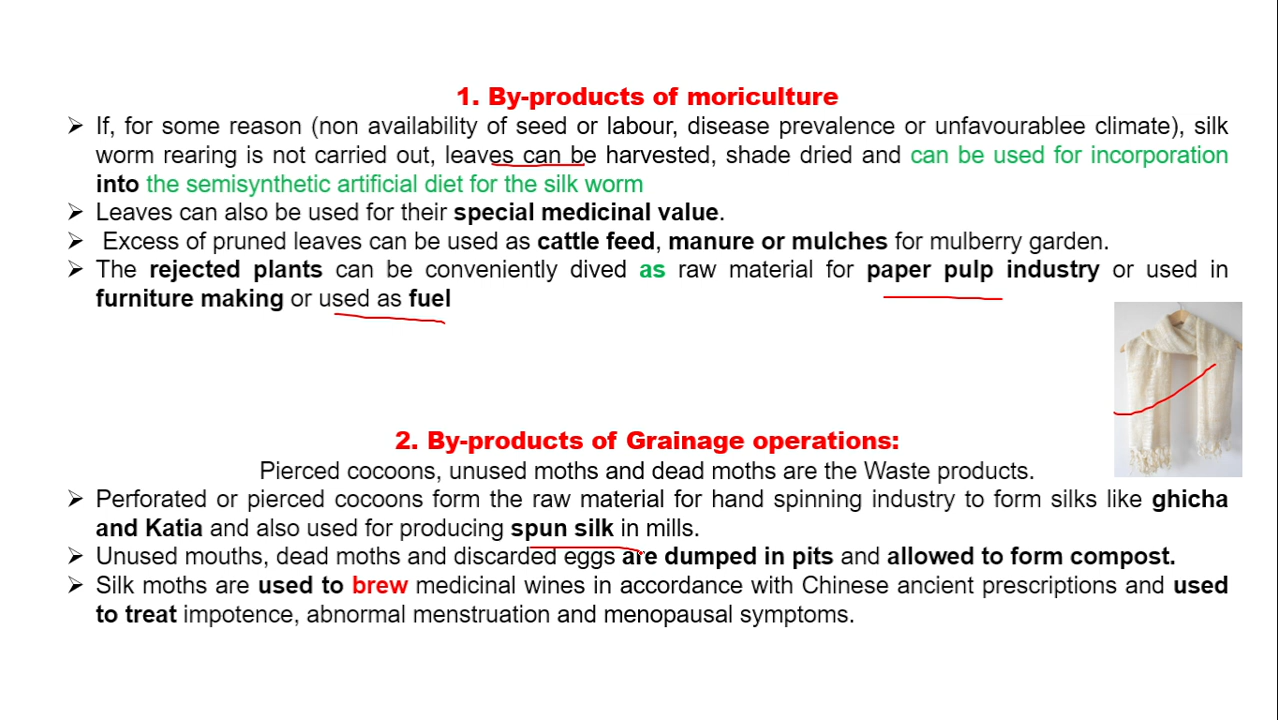 1. By-products of moriculture
➢ If, for some reason (non availability of seed or labour, disease prevalence or unfavourablee climate), silk
worm rearing is not carried out, leaves can be harvested, shade dried and can be used for incorporation
into the semisynthetic artificial diet for the silk worm
➢ Leaves can also be used for their special medicinal value.
➢ Excess of pruned leaves can be used as cattle feed, manure or mulches for mulberry garden.
➢ The rejected plants can be conveniently dived as raw material for paper pulp industry or used in
furniture making or used as fuel
2. By-products of Grainage operations:
Pierced cocoons, unused moths and dead moths are the Waste products.
➢ Perforated or pierced cocoons form the raw material for hand spinning industry to form silks like ghicha
and Katia and also used for producing spun silk in mills.
➢ Unused mouths, dead moths and discarded eggs are dumped in pits and allowed to form compost.
➢ Silk moths are used to brew medicinal wines in accordance with Chinese ancient prescriptions and used
to treat impotence, abnormal menstruation and menopausal symptoms.